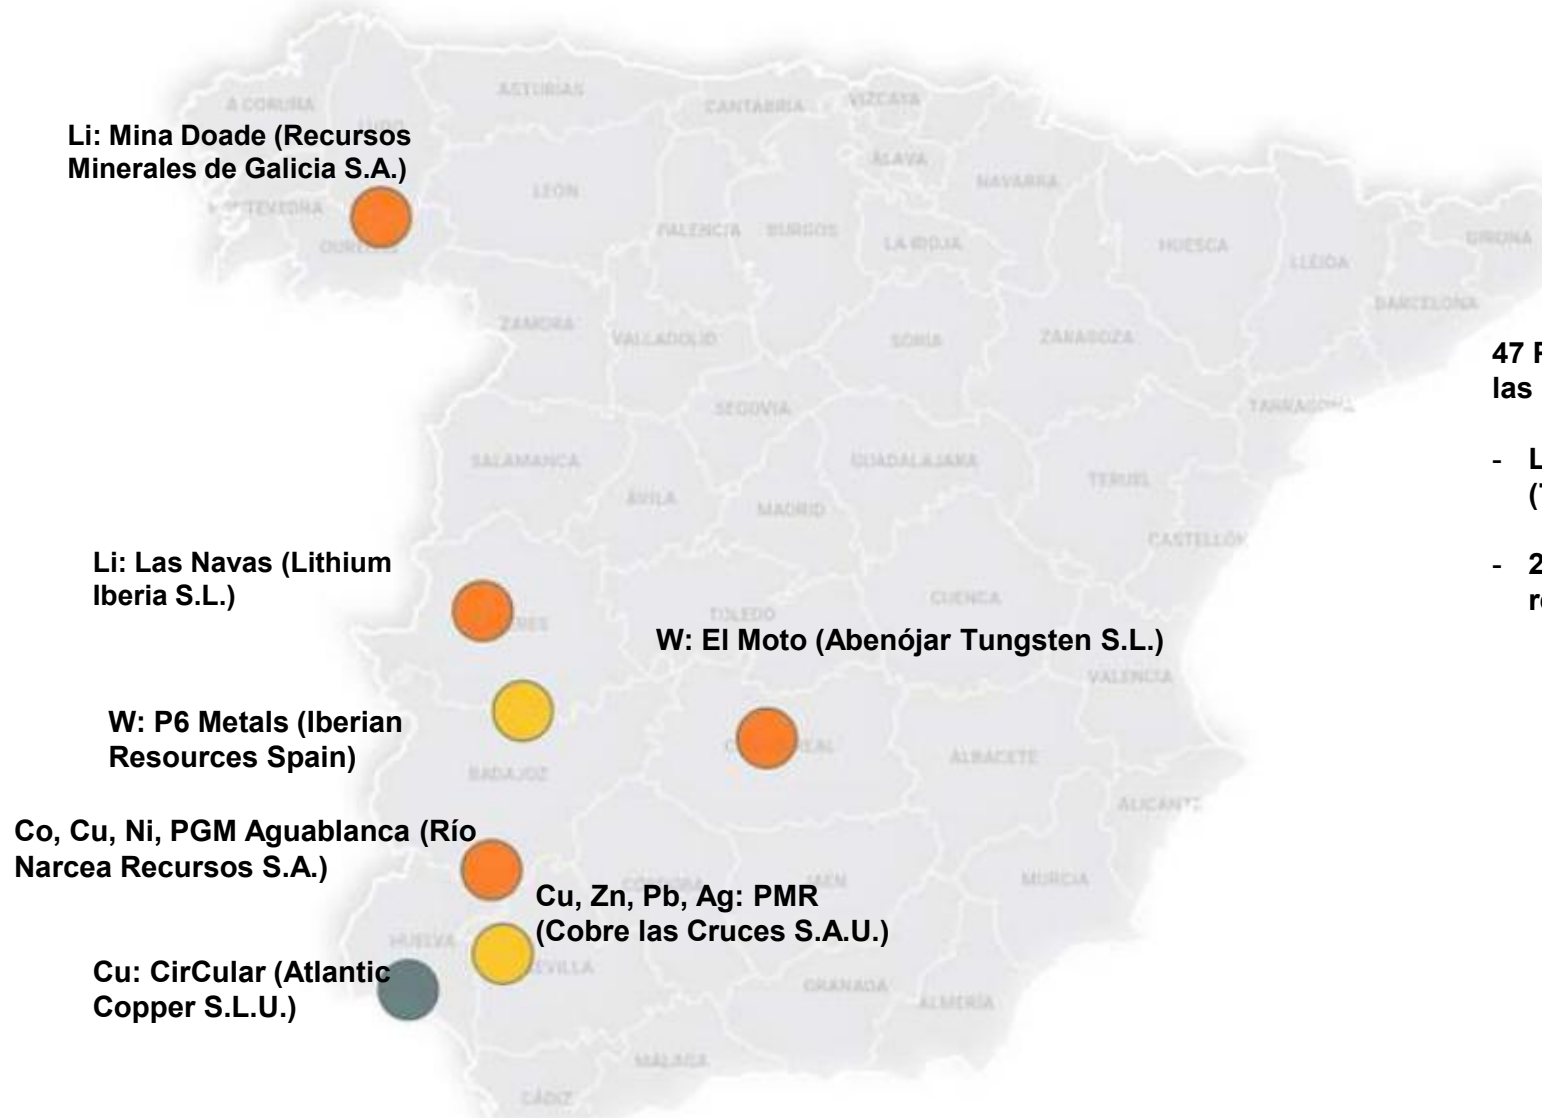 A CORUÑA
LUGO
ASTURIAS
CANTABRIA
VIZCAYA
ÁLAVA
NAVARRA
Li: Mina Doade (Recursos
Minerales de Galicia S.A.)
LEÓN
PALENCIA
BURGOS
LA RIOJA
HUESCA
LLEIDA
GIRONA
BARCELONA
ZAMORA
VALLADOLID
SORIA
ZARAGOZA
47
las
SEGOVIA
TARRAGONA
SALAMANCA
ÁVILA
MADRID
GUADALAJARA
TERUEL
CASTELLÓN
- L
(
- 2
Li: Las Navas (Lithium
Iberia S.L.)
TOLEDO
CUENCA
W: El Moto (Abenójar Tungsten S.L.)
VALENCIA
W: P6 Metals (Iberian
Resources Spain)
BADAJOZ
ALBACETE
ALICANTE
Co, Cu, Ni, PGM Aguablanca (Río
Narcea Recursos S.A.)
Cu, Zn, Pb, Ag: PMR
(Cobre las Cruces S.A.U.)
MURCIA
HUELVA
Cu: CirCular (Atlantic
Copper S.L.U.)
GRANADA
ALMERÍA
MÁLAGA
CÁDIZ